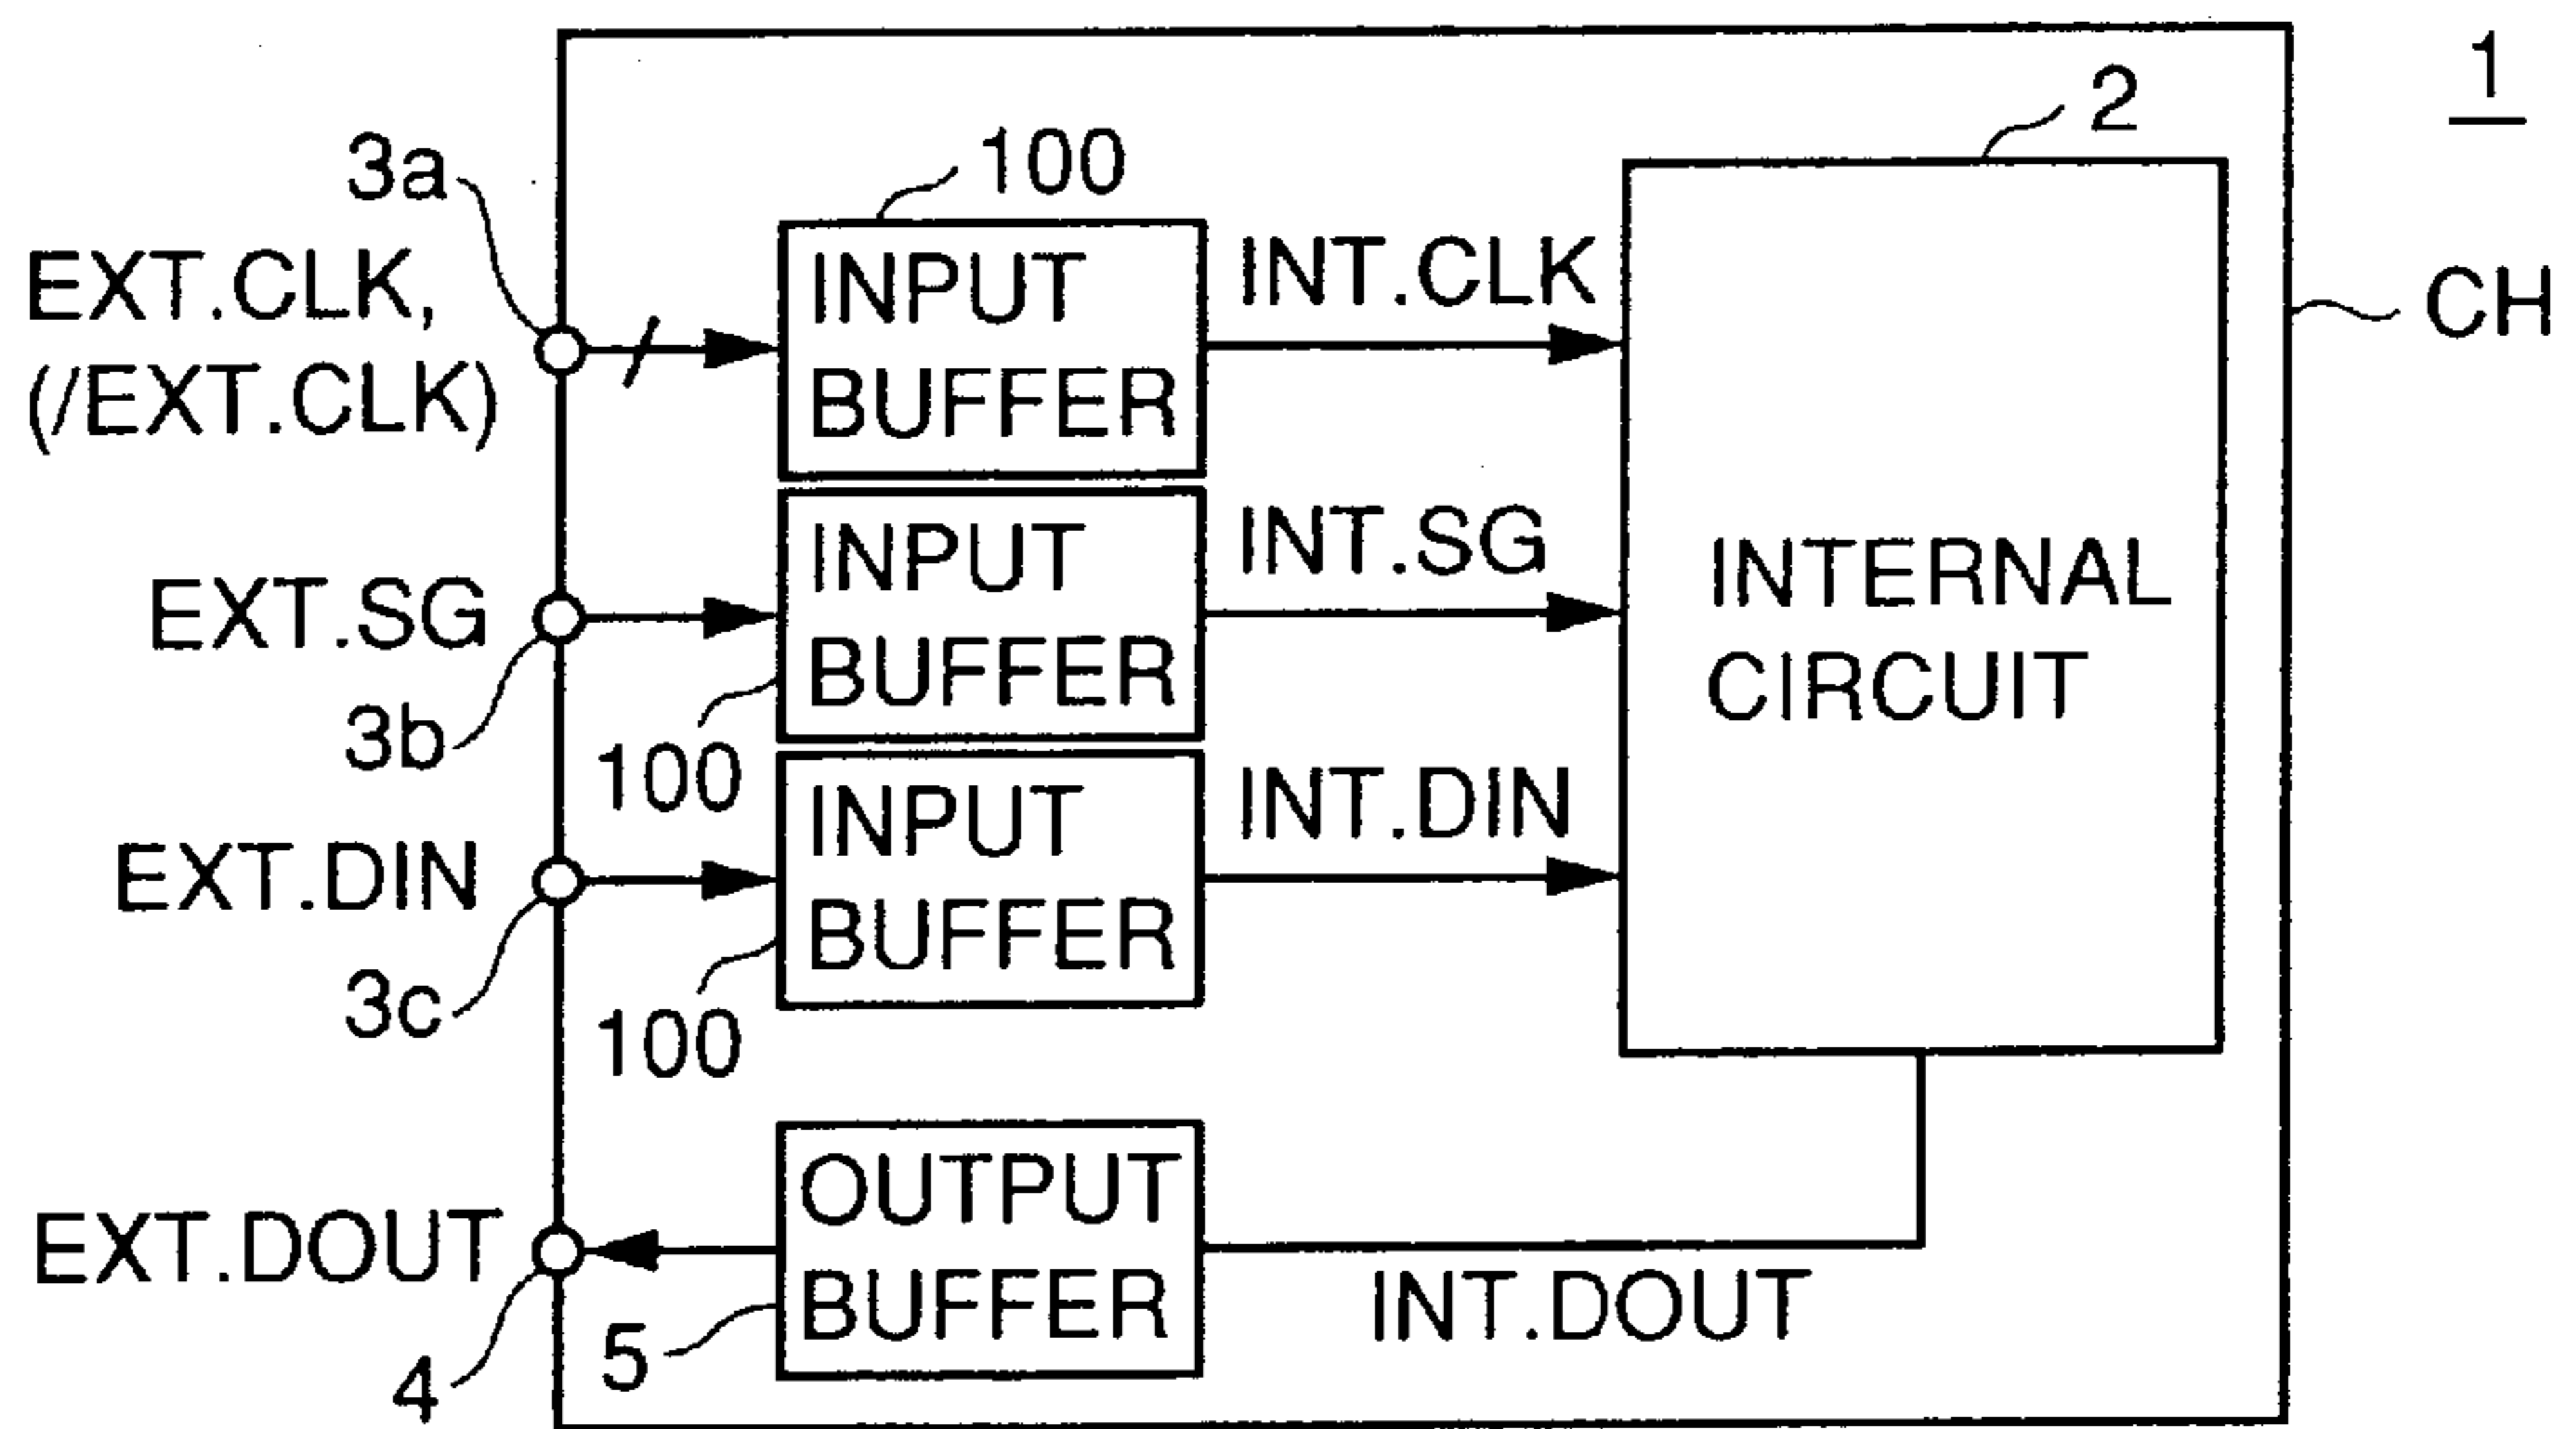 1
2
3a
100
EXT.CLK,
(/EXT.CLK)
INPUT
BUFFER
INT.CLK
CH
EXT.SG
3b
INPUT
BUFFER
100
INT.SG
INTERNAL
CIRCUIT
EXT.DIN
3c
INPUT
BUFFER
100
INT.DIN
EXT.DOUT
4
OUTPUT
BUFFER
5
INT.DOUT